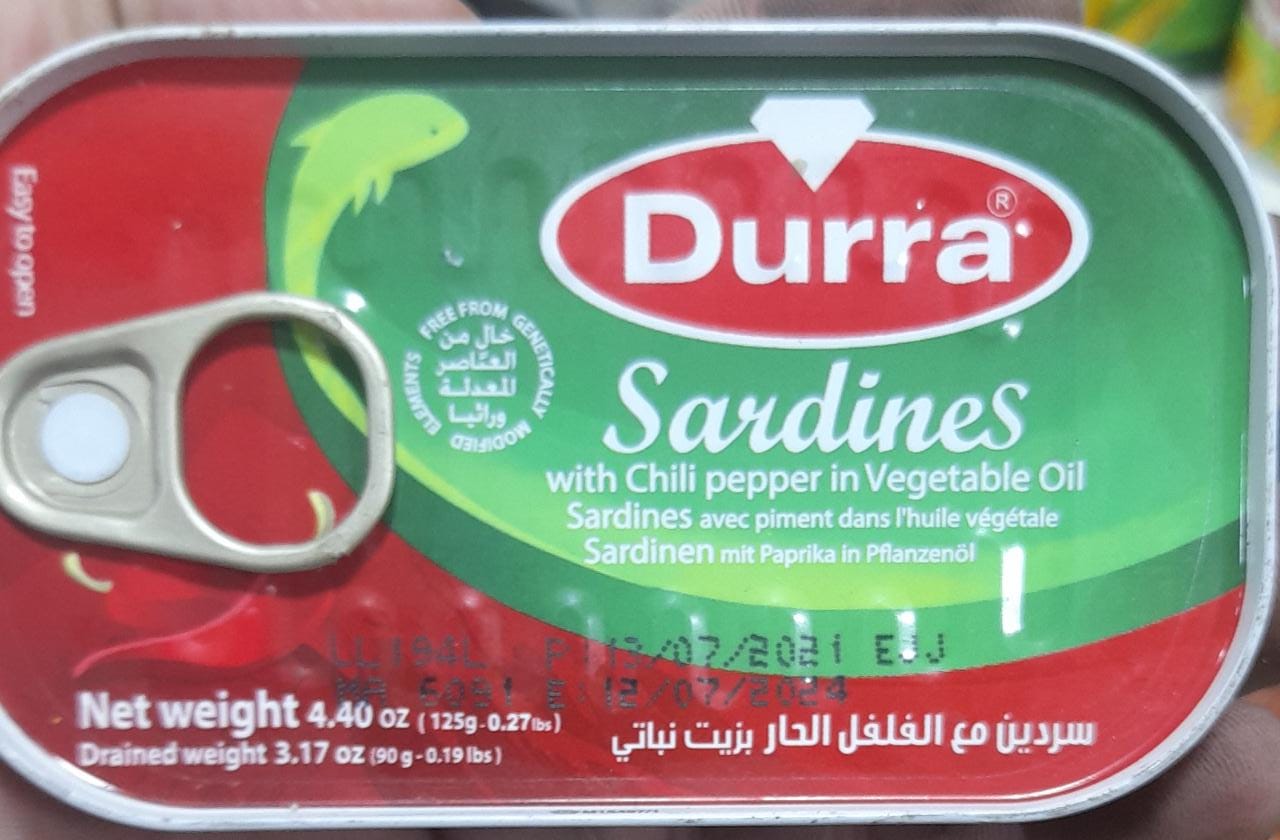 Easy to open
Durra®
FREE FROM GENETICALLY MODIFIED ELEMENTS
خال من
العناصر
المعدلة
وراثيا
Sardines
with Chili pepper in Vegetable Oil
Sardines avec piment dans l'huile végétale
Sardinen mit Paprika in Pflanzenöl
LL194L P: 13/07/2021
6091 E: 12/07/2024
Net weight 4.40 oz (125g-0.27lbs)
Drained weight 3.17 oz (90g-0.19 lbs)
سردين مع الفلفل الحار بزيت نباتي